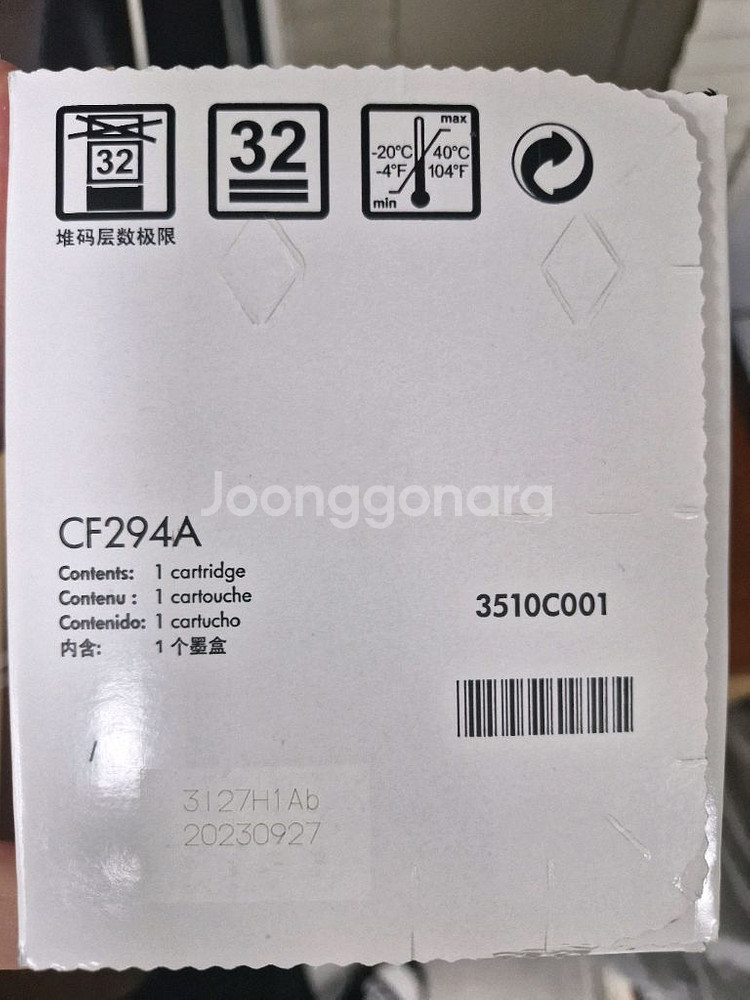 32
32
max
-20°C 40°C
-4°F 104°F
min
堆码层数极限
Joonggonara
CF294A
Contents: 1 cartridge
Contenu : 1 cartouche
Contenido: 1 cartucho
内含: 1 个墨盒
3510C001
/
3127H1Ab
20230927